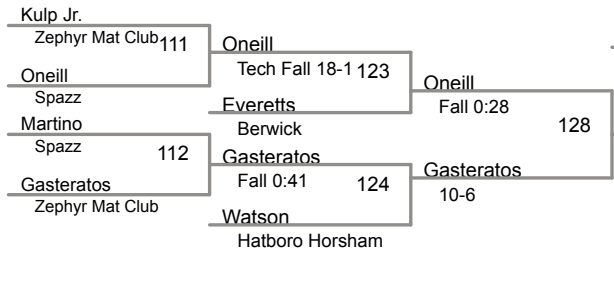 Kulp Jr.
Zephyr Mat Club
111
Oneill
Spazz
Martino
Spazz
112
Gasteratos
Zephyr Mat Club
Oneill
Tech Fall 18-1
123
Everetts
Berwick
Gasteratos
Fall 0:41
124
Watson
Hatboro Horsham
Oneill
Fall 0:28
128
Gasteratos
10-6